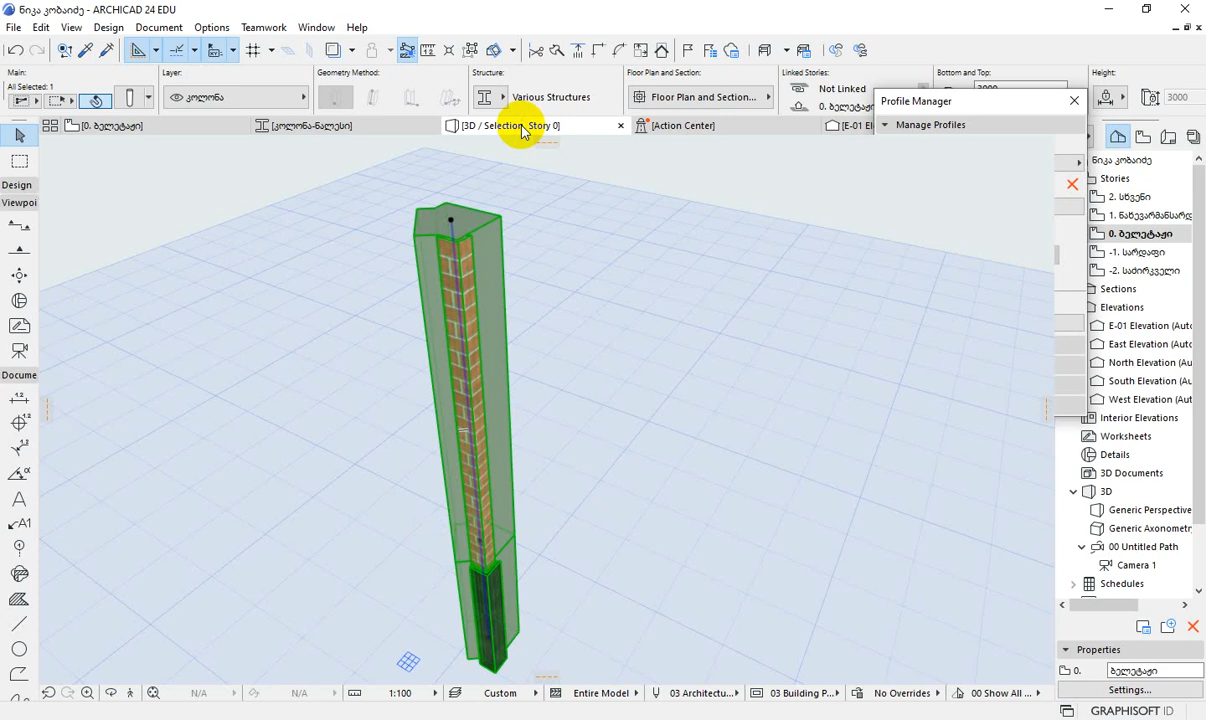 ნიკა კობაიძე - ARCHICAD 24 EDU
File Edit View Design Document Options Teamwork Window Help
Main: Layer: Geometry Method: Structure: Floor Plan and Section: Linked Stories: Bottom and Top: Height:
All Selected: 1
კოლონა
Various Structures
Floor Plan and Section...
Not Linked
0. ბელეტაჟი
3000
3000
Profile Manager
Manage Profiles
[0. ბელეტაჟი]
[კოლონა-ნალესი]
[3D / Selection, Story 0]
[Action Center]
[E-01 El
Design
Viewpoi
Docume
ნიკა კობაიძე
Stories
2. სხვენი
1. ნახევარმანსარდ
0. ბელეტაჟი
-1. სარდაფი
-2. საძირკველი
Sections
Elevations
E-01 Elevation (Auto
East Elevation (Aut
North Elevation (Au
South Elevation (Au
West Elevation (Aut
Interior Elevations
Worksheets
Details
3D Documents
3D
Generic Perspective
Generic Axonometr
00 Untitled Path
Camera 1
Schedules
Properties
0. ბელეტაჟი
Settings...
N/A N/A 1:100 Custom Entire Model 03 Architectu... 03 Building P... No Overrides 00 Show All ...
GRAPHISOFT ID